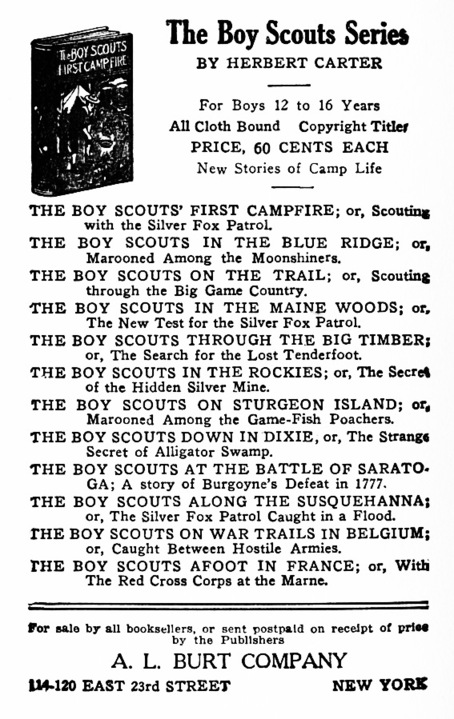 The BOY SCOUTS
FIRST CAMP FIRE
The Boy Scouts Series
BY HERBERT CARTER
For Boys 12 to 16 Years
All Cloth Bound Copyright Titles
PRICE, 60 CENTS EACH
New Stories of Camp Life
THE BOY SCOUTS' FIRST CAMPFIRE; or, Scouting
with the Silver Fox Patrol.
THE BOY SCOUTS IN THE BLUE RIDGE; or,
Marooned Among the Moonshiners.
THE BOY SCOUTS ON THE TRAIL; or, Scouting
through the Big Game Country.
THE BOY SCOUTS IN THE MAINE WOODS; or,
The New Test for the Silver Fox Patrol.
THE BOY SCOUTS THROUGH THE BIG TIMBER;
or, The Search for the Lost Tenderfoot.
THE BOY SCOUTS IN THE ROCKIES; or, The Secret
of the Hidden Silver Mine.
THE BOY SCOUTS ON STURGEON ISLAND; or,
Marooned Among the Game-Fish Poachers.
THE BOY SCOUTS DOWN IN DIXIE, or, The Strange
Secret of Alligator Swamp.
THE BOY SCOUTS AT THE BATTLE OF SARATO-
GA; A story of Burgoyne's Defeat in 1777.
THE BOY SCOUTS ALONG THE SUSQUEHANNA;
or, The Silver Fox Patrol Caught in a Flood.
THE BOY SCOUTS ON WAR TRAILS IN BELGIUM;
or, Caught Between Hostile Armies.
THE BOY SCOUTS AFOOT IN FRANCE; or, With
The Red Cross Corps at the Marne.
For sale by all booksellers, or sent postpaid on receipt of price
by the Publishers
A. L. BURT COMPANY
114-120 EAST 23rd STREET NEW YORK